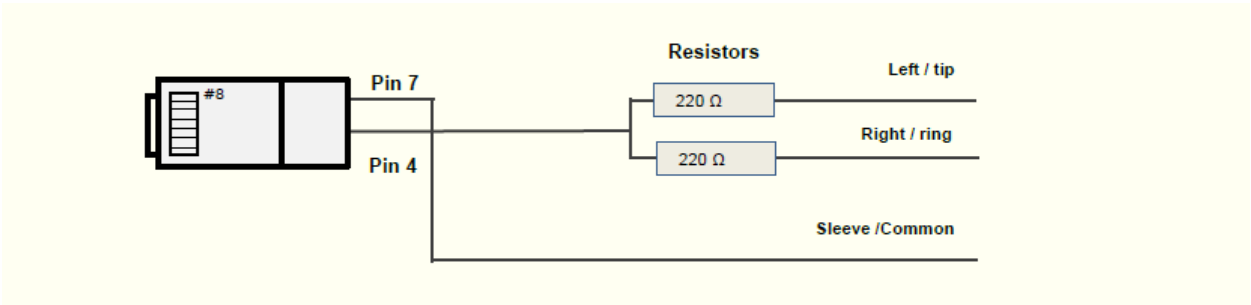 Resistors
Left / tip
Pin 7
#8
220 Ω
Right / ring
220 Ω
Pin 4
Sleeve /Common